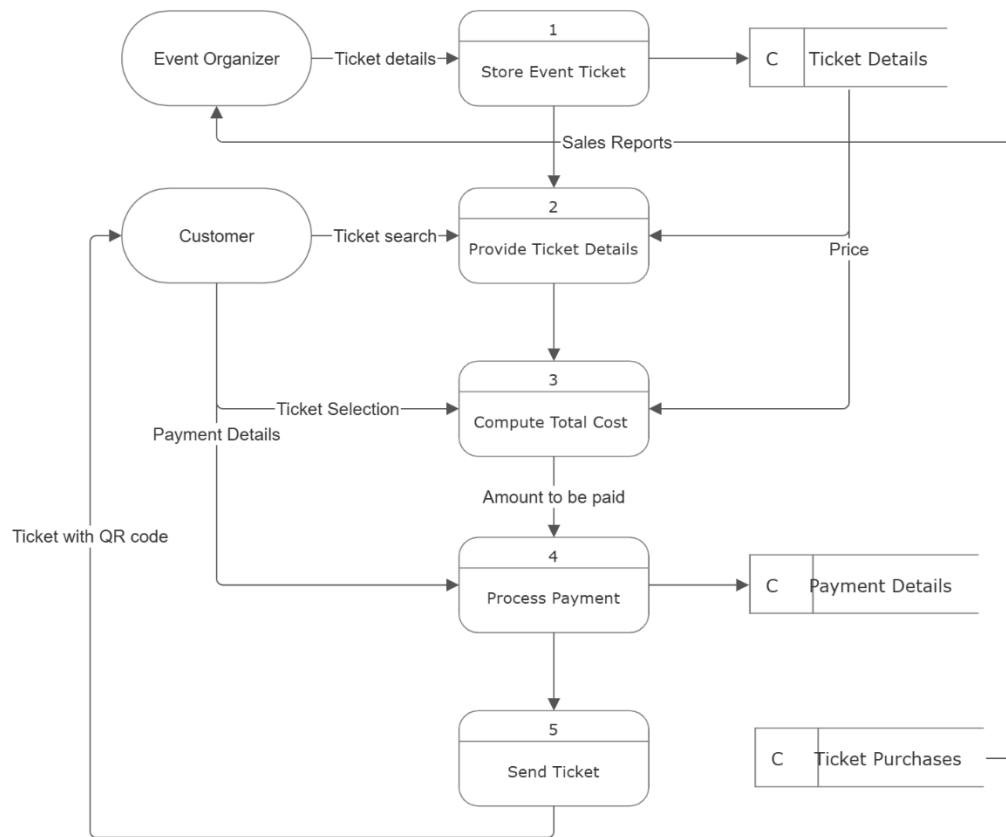 1
Event Organizer
Ticket details
Store Event Ticket
C
Ticket Details
Sales Reports
2
Customer
Ticket search
Provide Ticket Details
Price
3
Ticket Selection
Compute Total Cost
Payment Details
Amount to be paid
Ticket with QR code
4
Process Payment
C
Payment Details
5
Send Ticket
C
Ticket Purchases